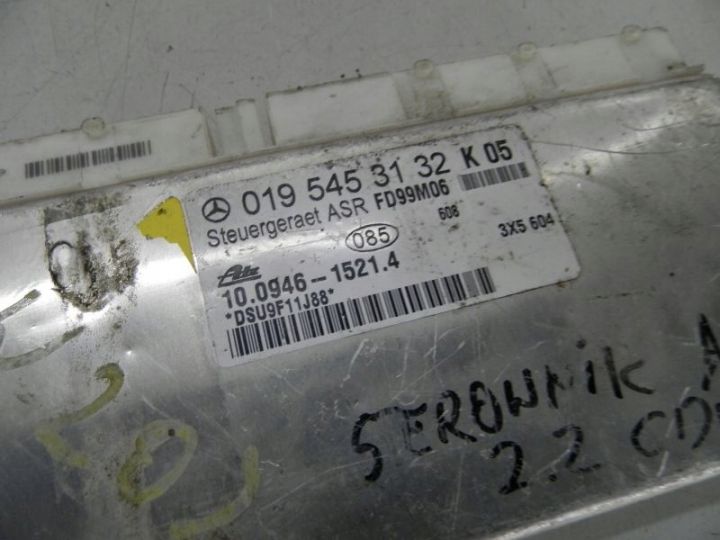 019 545 31 32 K 05
Steuergeraet ASR FD99M06
608
085
3X5 604
Ate
10.0946-1521.4
*DSU9F11J88*
SEROWNIK A
2.2 CD